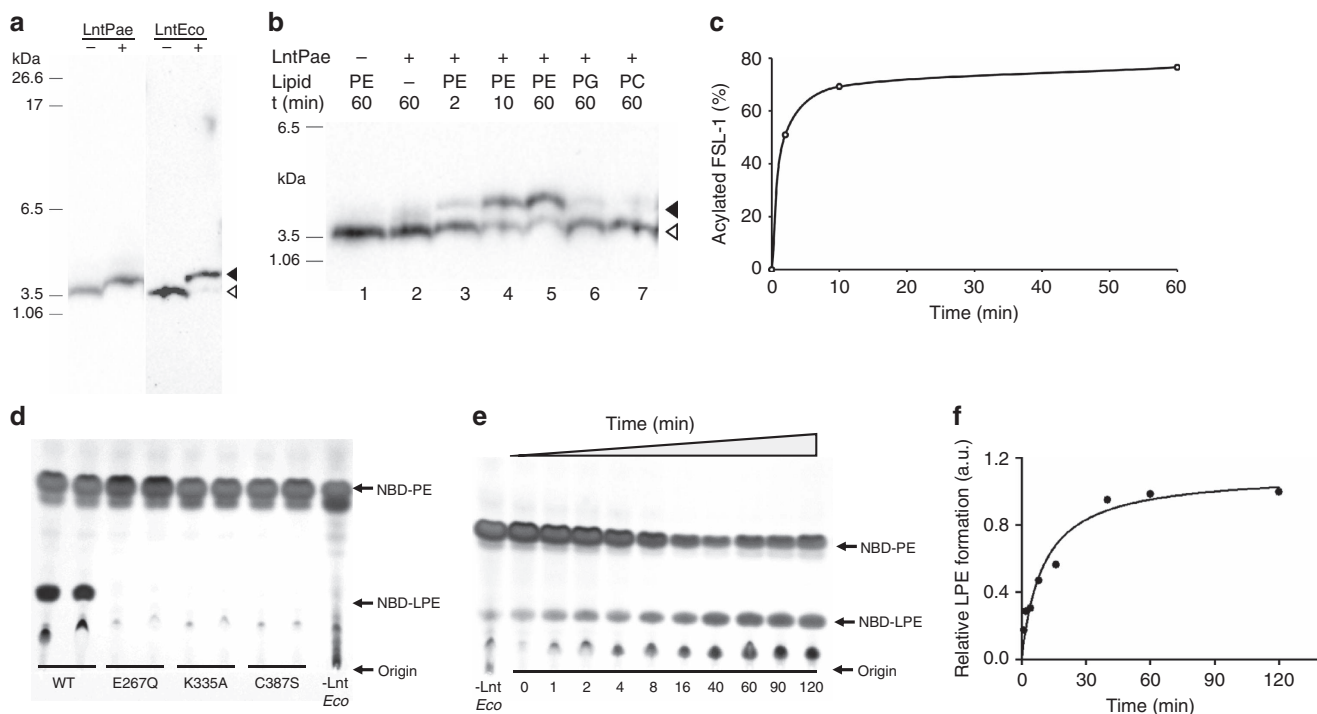 a
LntPae LntEco
– + – +
kDa
26.6
17
6.5
3.5
1.06
b
LntPae – + + + + + +
Lipid PE – PE PE PE PG PC
t (min) 60 60 2 10 60 60 60
6.5
kDa
3.5
1.06
1 2 3 4 5 6 7
c
Acylated FSL-1 (%)
80
60
40
20
0
0 10 20 30 40 50 60
Time (min)
d
NBD-PE
NBD-LPE
Origin
WT E267Q K335A C387S -Lnt
Eco
e
Time (min)
NBD-PE
NBD-LPE
Origin
-Lnt 0 1 2 4 8 16 40 60 90 120
Eco
f
Relative LPE formation (a.u.)
1.2
0.8
0.4
0.0
0 30 60 90 120
Time (min)